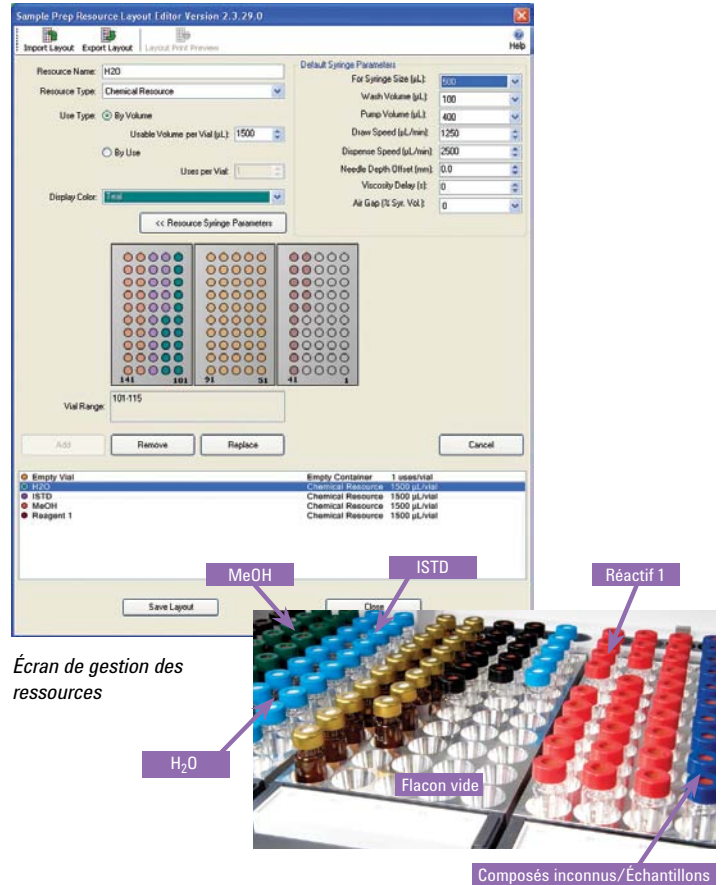 Sample Prep Resource Layout Editor Version 2.3.29.0
Import Layout Export Layout Layout Print Preview Help
Resource Name: H2O
Resource Type: Chemical Resource
Use Type: By Volume
Usable Volume per Vial (µL): 1500
By Use
Uses per Vial: 1
Display Color: Teal
<< Resource Syringe Parameters
Default Syringe Parameters
For Syringe Size (µL): 500
Wash Volume (µL): 100
Pump Volume (µL): 400
Draw Speed (µL/min): 1250
Dispense Speed (µL/min): 2500
Needle Depth Offset (mm): 0.0
Viscosity Delay (s): 0
Air Gap (% Syr. Vol.): 0
141 101 91 51 41 1
Vial Range: 101-115
Add Remove Replace Cancel
Empty Vial Empty Container 1 uses/vial
H2O Chemical Resource 1500 µL/vial
ISTD Chemical Resource 1500 µL/vial
MeOH Chemical Resource 1500 µL/vial
Reagent 1 Chemical Resource 1500 µL/vial
Save Layout Close
MeOH
ISTD
Réactif 1
Écran de gestion des
ressources
H₂O
Flacon vide
Composés inconnus/Échantillons